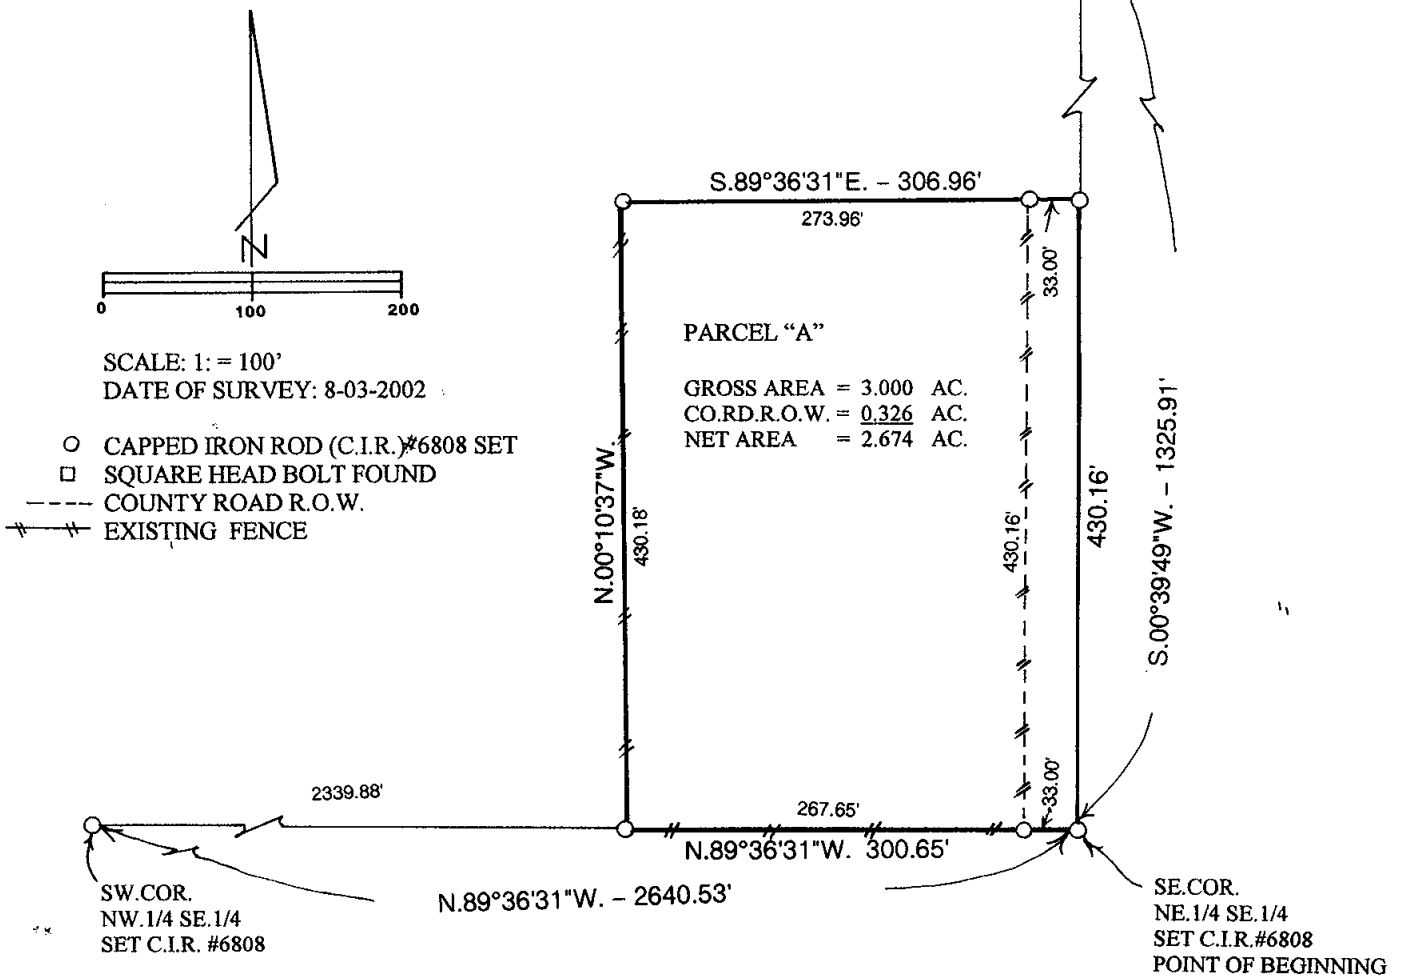 N
0 100 200
SCALE: 1: = 100'
DATE OF SURVEY: 8-03-2002
CAPPED IRON ROD (C.I.R.)#6808 SET
SQUARE HEAD BOLT FOUND
COUNTY ROAD R.O.W.
EXISTING FENCE
S.89°36'31"E. – 306.96'
273.96'
33.00'
PARCEL “A”
GROSS AREA = 3.000 AC.
CO.RD.R.O.W. = 0.326 AC.
NET AREA = 2.674 AC.
N.00°10'37"W.
430.18'
430.16'
430.16'
S.00°39'49"W. – 1325.91'
2339.88'
267.65'
33.00'
N.89°36'31"W. 300.65'
N.89°36'31"W. – 2640.53'
SW.COR.
NW.1/4 SE.1/4
SET C.I.R. #6808
SE.COR.
NE.1/4 SE.1/4
SET C.I.R.#6808
POINT OF BEGINNING